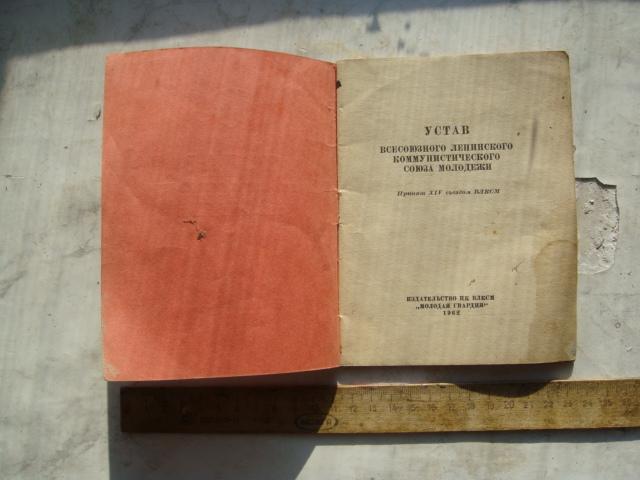 УСТАВ
ВСЕСОЮЗНОГО ЛЕНИНСКОГО
КОММУНИСТИЧЕСКОГО
СОЮЗА МОЛОДЕЖИ
Принят XIV съездом ВЛКСМ
ИЗДАТЕЛЬСТВО ЦК ВЛКСМ
„МОЛОДАЯ ГВАРДИЯ“
1962